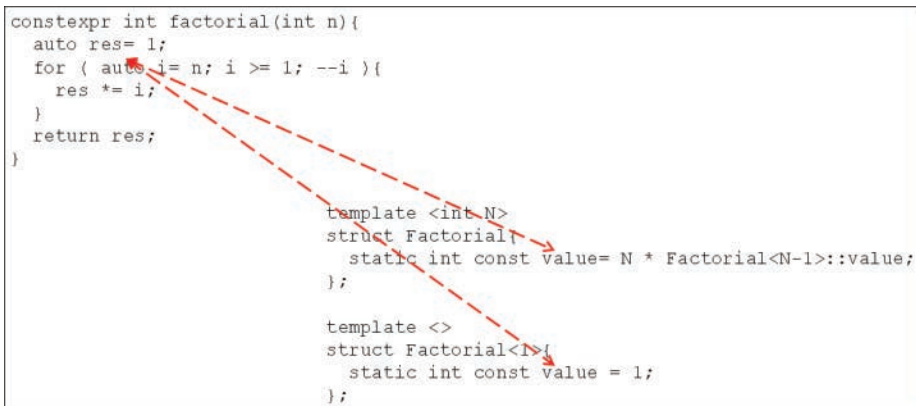 constexpr int factorial(int n){
auto res= 1;
for ( auto i= n; i >= 1; --i ){
res *= i;
}
return res;
}
template <int N>
struct Factorial{
static int const value= N * Factorial<N-1>::value;
};
template <>
struct Factorial<1>{
static int const value = 1;
};